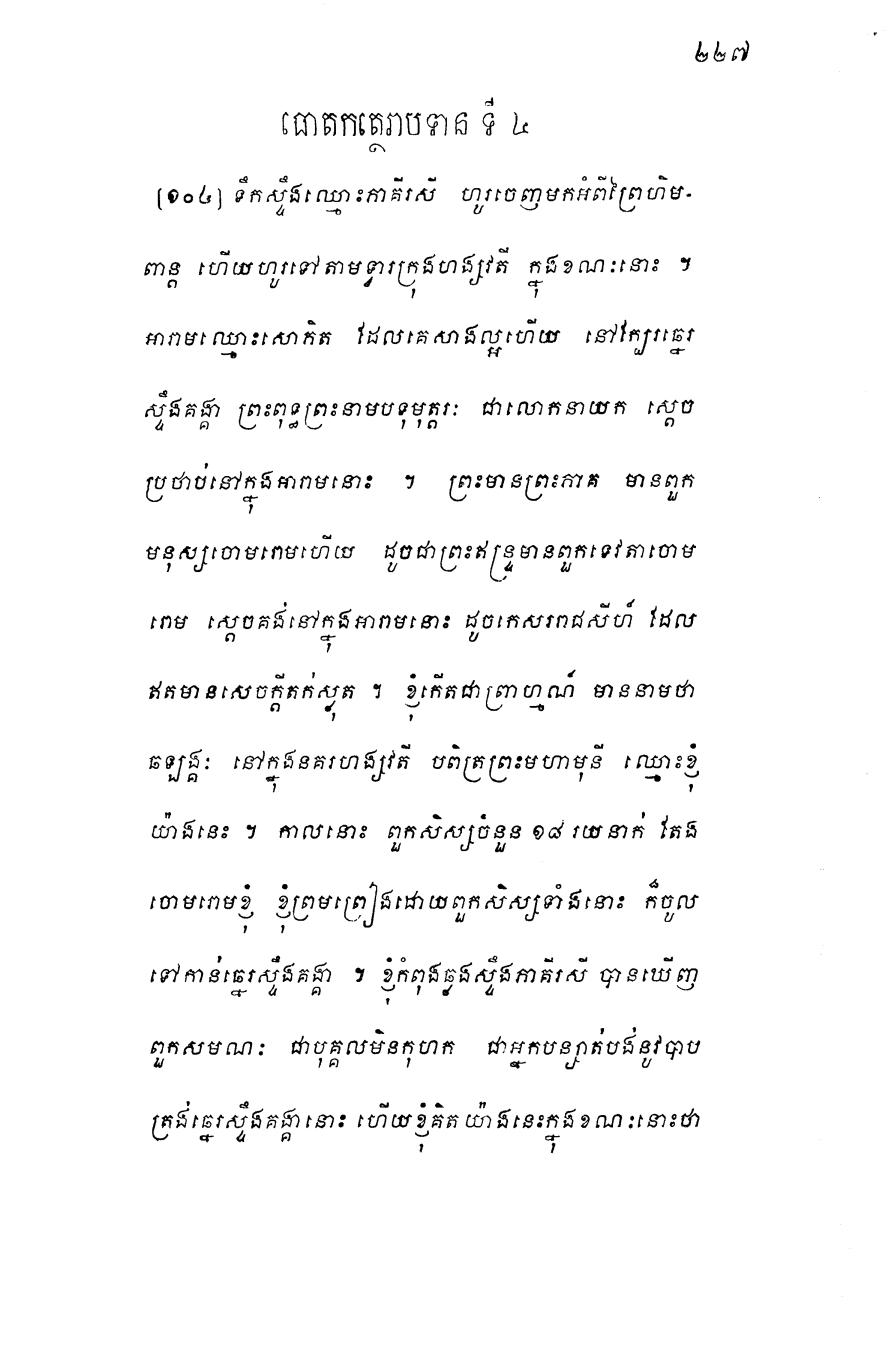 ២២៧
ធោតកត្ថេរាបទាន ទី ៤
(១០៤) ទឹកស្ទឹងឈ្មោះភាគីរសី ហូរចេញមកអំពីព្រៃហិម-
ពាន្ត ហើយហូរទៅតាមទ្វារក្រុងហង្សវតី ក្នុងខណៈនោះ ។
អារាមឈ្មោះសោភិត ដែលគេសាងល្អហើយ នៅក្បែរឆ្នេរ
ស្ទឹងគង្គា ព្រះពុទ្ធព្រះនាមបទុមុត្តរៈ ជាលោកនាយក ស្តេច
ប្រថាប់នៅក្នុងអារាមនោះ ។ ព្រះមានព្រះភាគ មានពួក
មនុស្សចោមរោមហើយ ដូចជាព្រះឥន្ទ្រមានពួកទេវតាចោម
រោម ស្តេចគង់នៅក្នុងអារាមនោះ ដូចកេសររាជសីហ៍ ដែល
ឥតមានសេចក្តីតក់ស្លុត ។ ខ្ញុំកើតជាព្រាហ្មណ៍ មាននាមថា
ឆឡង្គៈ នៅក្នុងនគរហង្សវតី បពិត្រព្រះមហាមុនី ឈ្មោះខ្ញុំ
យ៉ាងនេះ ។ កាលនោះ ពួកសិស្សចំនួន ១៨ រយនាក់ តែង
ចោមរោមខ្ញុំ ខ្ញុំព្រមព្រៀងដោយពួកសិស្សទាំងនោះ ក៏ចូល
ទៅកាន់ឆ្នេរស្ទឹងគង្គា ។ ខ្ញុំកំពុងឆ្លងស្ទឹងភាគីរសី បានឃើញ
ពួកសមណៈ ជាបុគ្គលមិនកុហក ជាអ្នកបន្សាត់បង់នូវបាប
ត្រង់ឆ្នេរស្ទឹងគង្គានោះ ហើយខ្ញុំគិតយ៉ាងនេះក្នុងខណៈនោះថា